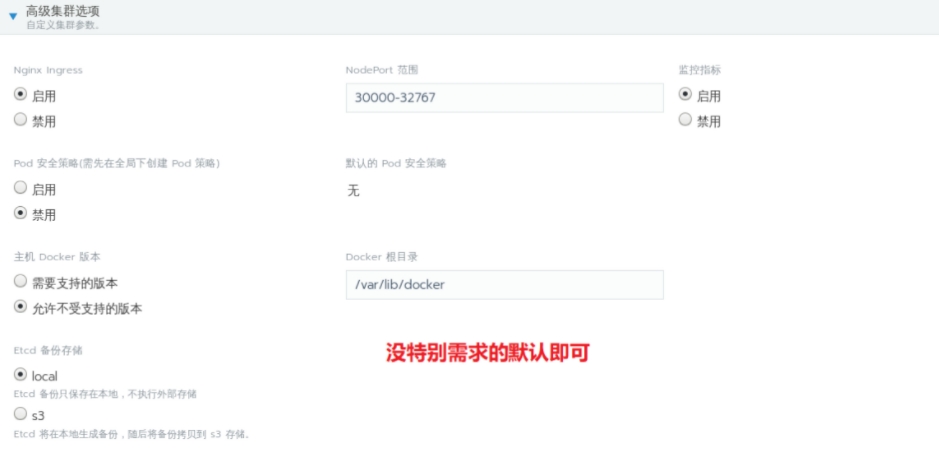 高级集群选项
自定义集群参数。
Nginx Ingress
NodePort 范围
监控指标
启用
30000-32767
启用
禁用
禁用
Pod 安全策略(需先在全局下创建 Pod 策略)
默认的 Pod 安全策略
启用
无
禁用
主机 Docker 版本
Docker 根目录
需要支持的版本
/var/lib/docker
允许不受支持的版本
Etcd 备份存储
没特别需求的默认即可
local
Etcd 备份只保存在本地，不执行外部存储
s3
Etcd 将在本地生成备份，随后将备份拷贝到 s3 存储。